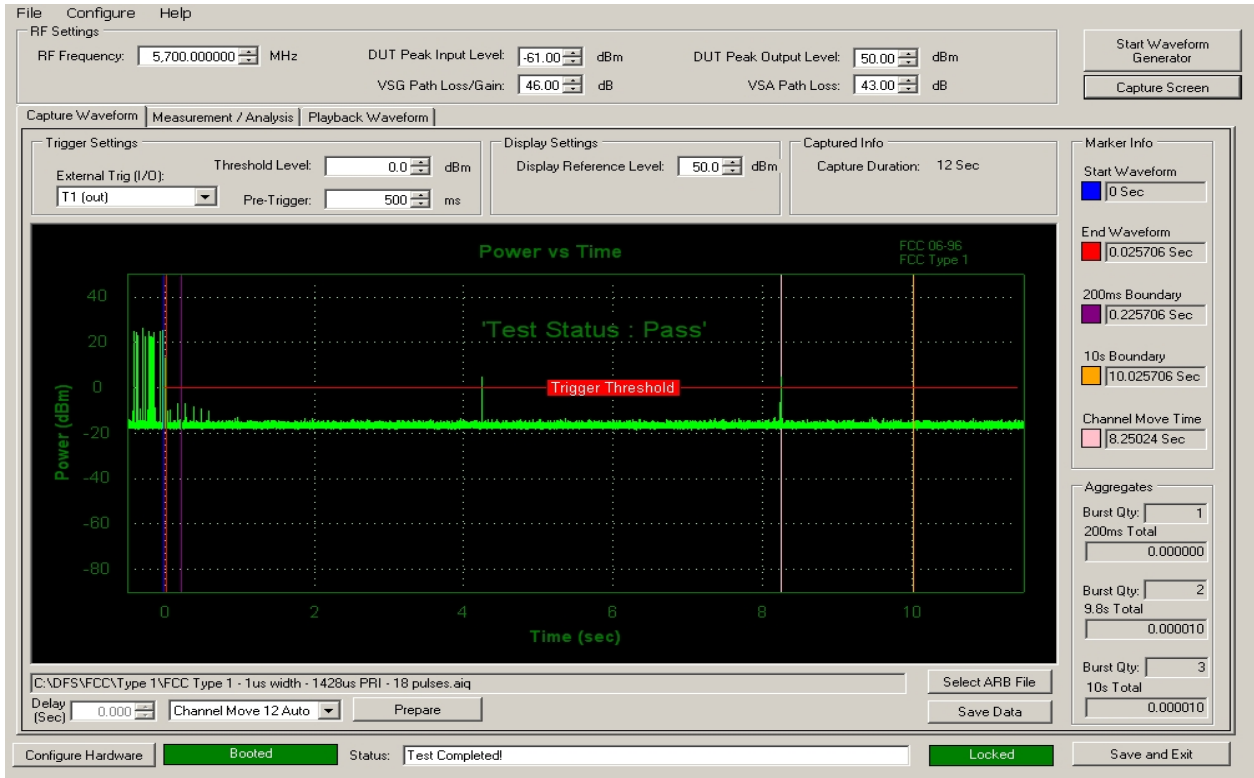 File Configure Help
RF Settings
RF Frequency: 5,700.000000 MHz
DUT Peak Input Level: -61.00 dBm
DUT Peak Output Level: 50.00 dBm
VSG Path Loss/Gain: 46.00 dB
VSA Path Loss: 43.00 dB
Start Waveform
Generator
Capture Screen
Capture Waveform Measurement / Analysis Playback Waveform
Trigger Settings
External Trig (I/O):
T1 (out)
Threshold Level: 0.0 dBm
Pre-Trigger: 500 ms
Display Settings
Display Reference Level: 50.0 dBm
Captured Info
Capture Duration: 12 Sec
Power vs Time
FCC 06-96
FCC Type 1
'Test Status : Pass'
Trigger Threshold
Power (dBm)
40
20
0
-20
-40
-60
-80
0 2 4 6 8 10
Time (sec)
Marker Info
Start Waveform
0 Sec
End Waveform
0.025706 Sec
200ms Boundary
0.225706 Sec
10s Boundary
10.025706 Sec
Channel Move Time
8.25024 Sec
Aggregates
Burst Qty: 1
200ms Total
0.000000
Burst Qty: 2
9.8s Total
0.000010
Burst Qty: 3
10s Total
0.000010
C:\DFS\FCC\Type 1\FCC Type 1 - 1us width - 1428us PRI - 18 pulses.aiq
Select ARB File
Delay
(Sec) 0.000
Channel Move 12 Auto
Prepare
Save Data
Configure Hardware
Booted
Status: Test Completed!
Locked
Save and Exit